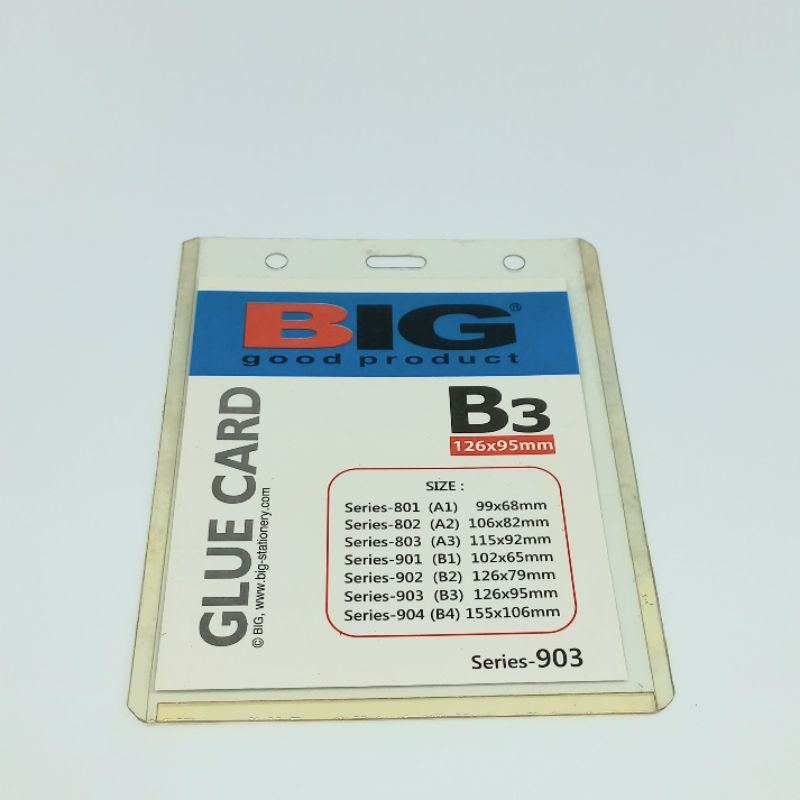 BIG®
good product
B3
126x95mm
GLUE CARD
© BIG, www.big-stationery.com
SIZE :
Series-801 (A1) 99x68mm
Series-802 (A2) 106x82mm
Series-803 (A3) 115x92mm
Series-901 (B1) 102x65mm
Series-902 (B2) 126x79mm
Series-903 (B3) 126x95mm
Series-904 (B4) 155x106mm
Series-903